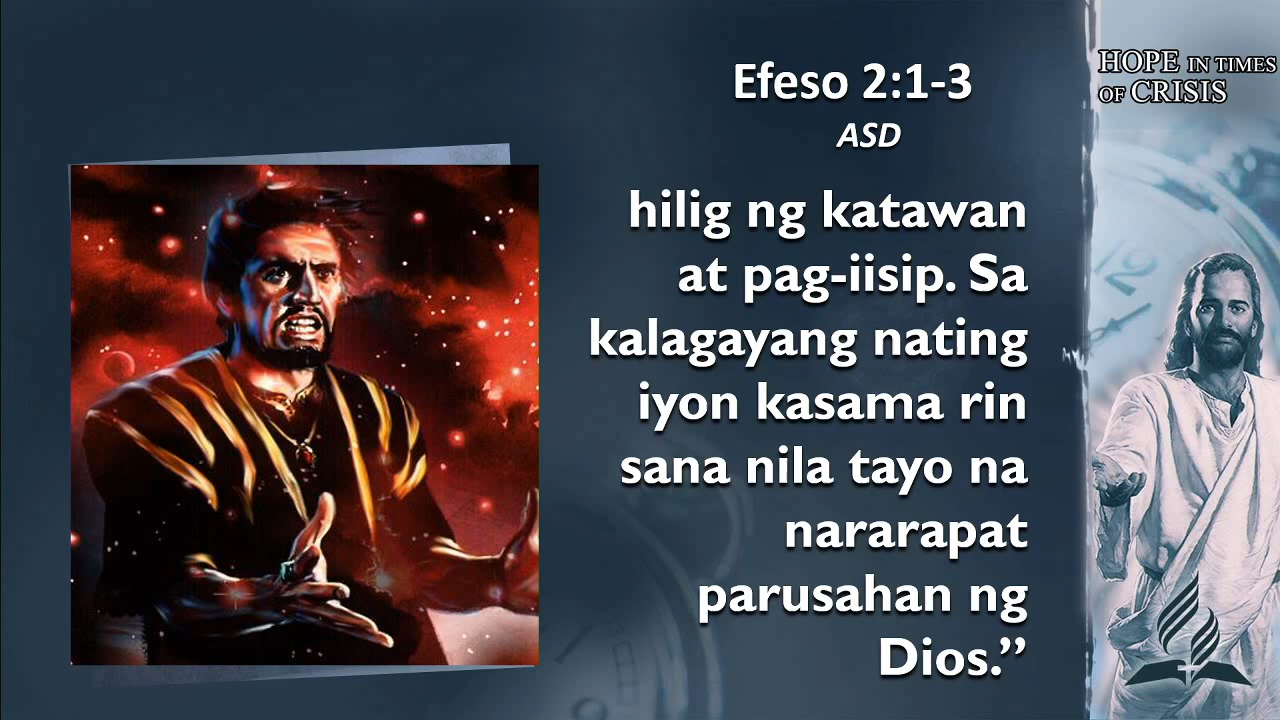 Efeso 2:1-3
ASD
hilig ng katawan
at pag-iisip. Sa
kalagayang nating
iyon kasama rin
sana nila tayo na
nararapat
parusahan ng
Dios.”
HOPE IN TIMES
OF CRISIS
12